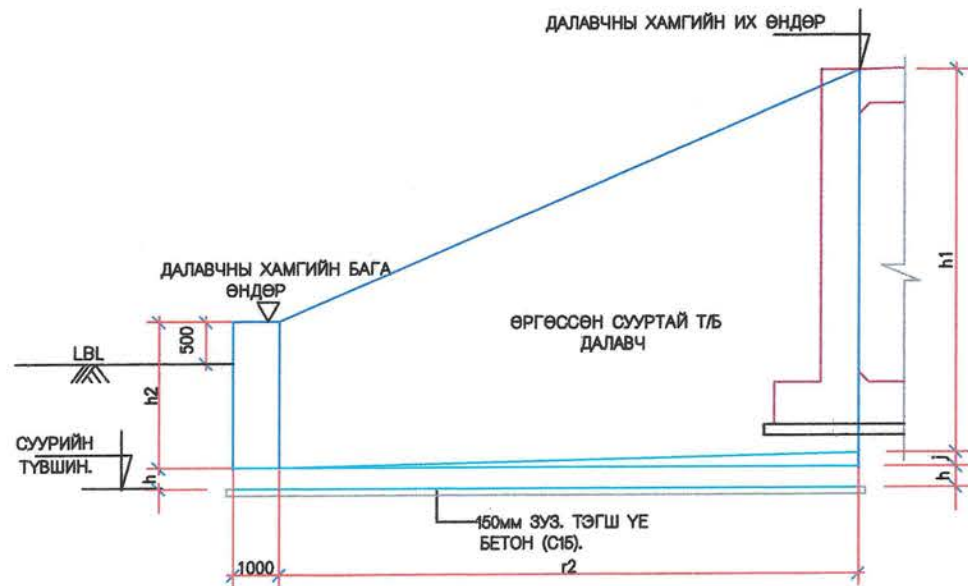 ДАЛАВЧНЫ ХАМГИЙН ИХ ӨНДӨР
ДАЛАВЧНЫ ХАМГИЙН БАГА
ӨНДӨР
500
LBL
h2
h1
ӨРГӨССӨН СУУРТАЙ Т/Б
ДАЛАВЧ
СУУРИЙН
ТҮВШИН.
h
j
h
150мм ЗУЗ. ТЭГШ ҮЕ
БЕТОН (C15).
1000
r2